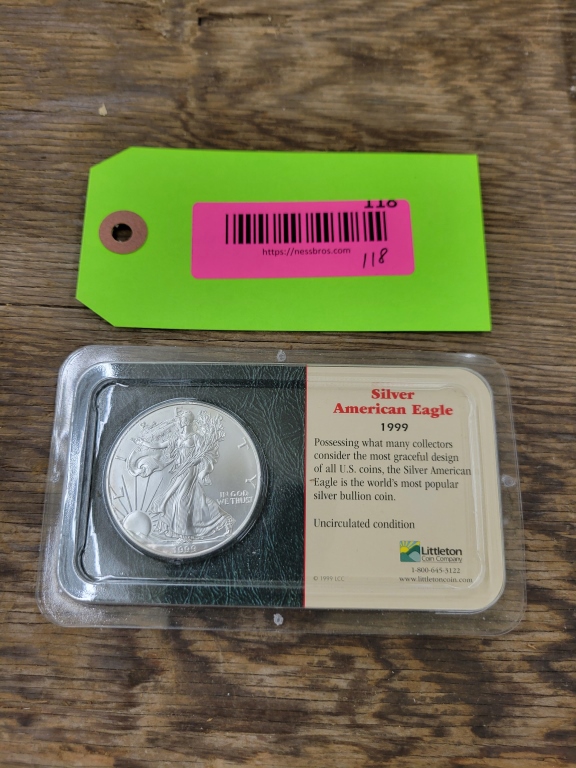 118
https://nessbros.com
118
Silver
American Eagle
1999
Possessing what many collectors
consider the most graceful design
of all U.S. coins, the Silver American
Eagle is the world's most popular
silver bullion coin.
Uncirculated condition
Littleton
Coin Company
1-800-645-3122
© 1999 LCC
www.littletoncoin.com
LIBERTY
IN GOD
WE TRUST
1999